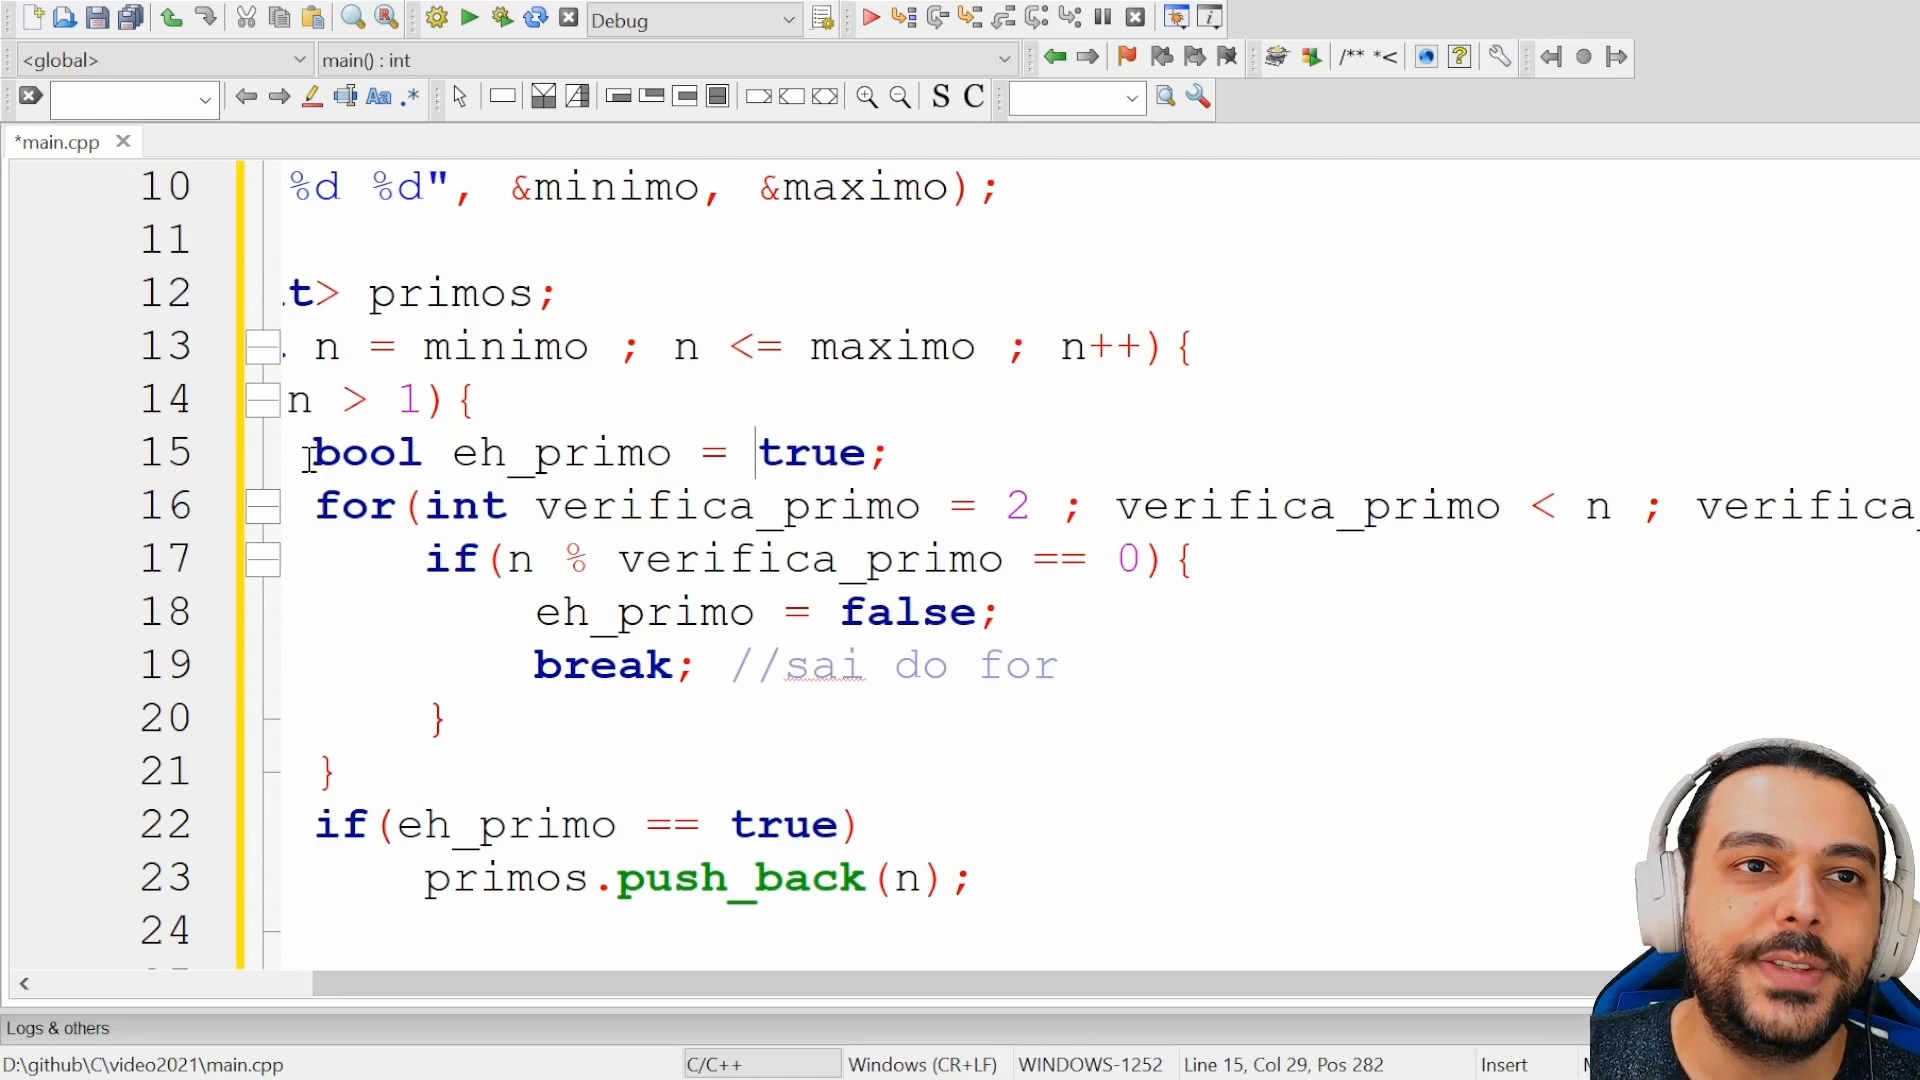 Debug
<global>
main() : int
/** *<
Aa .*
S C
*main.cpp
10 %d %d", &minimo, &maximo);
11
12 t> primos;
13 n = minimo ; n <= maximo ; n++){
14 n > 1){
15 bool eh_primo = true;
16 for(int verifica_primo = 2 ; verifica_primo < n ; verifica_
17 if(n % verifica_primo == 0){
18 eh_primo = false;
19 break; //sai do for
20 }
21 }
22 if(eh_primo == true)
23 primos.push_back(n);
24
Logs & others
D:\github\C\video2021\main.cpp C/C++ Windows (CR+LF) WINDOWS-1252 Line 15, Col 29, Pos 282 Insert